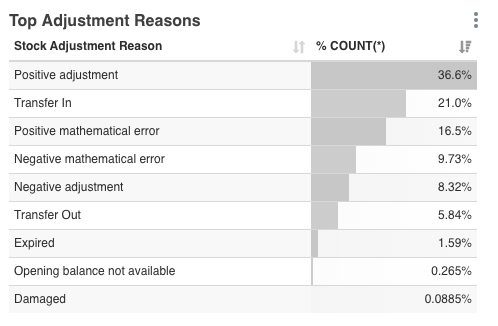 Top Adjustment Reasons
Stock Adjustment Reason % COUNT(*)
Positive adjustment 36.6%
Transfer In 21.0%
Positive mathematical error 16.5%
Negative mathematical error 9.73%
Negative adjustment 8.32%
Transfer Out 5.84%
Expired 1.59%
Opening balance not available 0.265%
Damaged 0.0885%